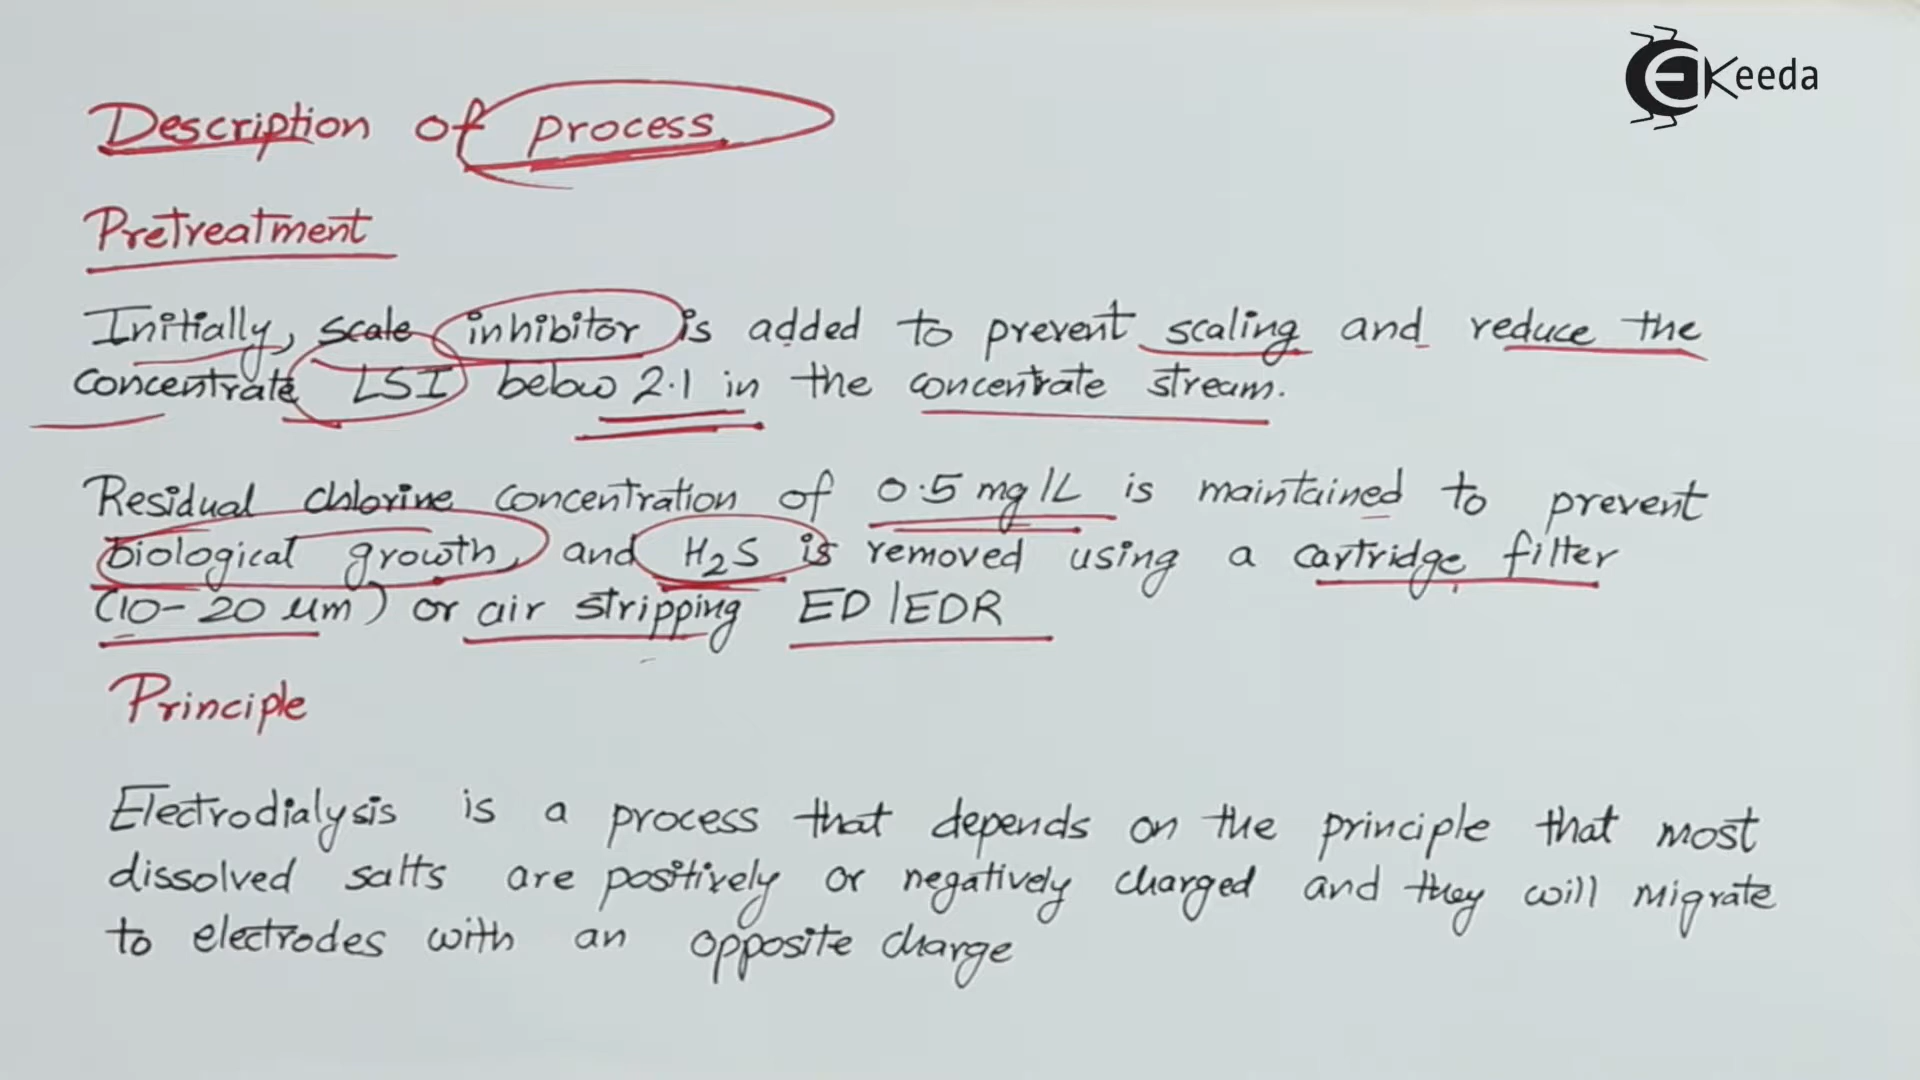 EKeeda
Description of process
Pretreatment
Initially, scale inhibitor is added to prevent scaling and reduce the
concentrate LSI below 2.1 in the concentrate stream.
Residual chlorine concentration of 0.5 mg/L is maintained to prevent
biological growth, and H₂S is removed using a cartridge filter
(10-20 µm) or air stripping ED/EDR
Principle
Electrodialysis is a process that depends on the principle that most
dissolved salts are positively or negatively charged and they will migrate
to electrodes with an opposite charge